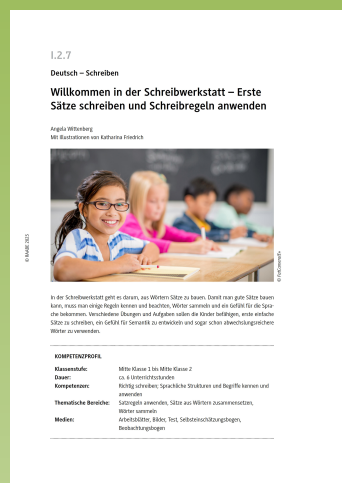 I.2.7
Deutsch – Schreiben
Willkommen in der Schreibwerkstatt – Erste
Sätze schreiben und Schreibregeln anwenden
Angela Wittenberg
Mit Illustrationen von Katharina Friedrich
© RAABE 2025
In der Schreibwerkstatt geht es darum, aus Wörtern Sätze zu bauen. Damit man gute Sätze bauen
kann, muss man einige Regeln kennen und beachten, Wörter sammeln und ein Gefühl für die Spra-
che bekommen. Verschiedene Übungen und Aufgaben sollen die Kinder befähigen, erste einfache
Sätze zu schreiben, ein Gefühl für Semantik zu entwickeln und sogar schon abwechslungsreichere
Wörter zu verwenden.
KOMPETENZPROFIL
Klassenstufe: Mitte Klasse 1 bis Mitte Klasse 2
Dauer: ca. 6 Unterrichtsstunden
Kompetenzen: Richtig schreiben; Sprachliche Strukturen und Begriffe kennen und
anwenden
Thematische Bereiche: Satzregeln anwenden, Sätze aus Wörtern zusammensetzen,
Wörter sammeln
Medien: Arbeitsblätter, Bilder, Test, Selbsteinschätzungsbogen,
Beobachtungsbogen